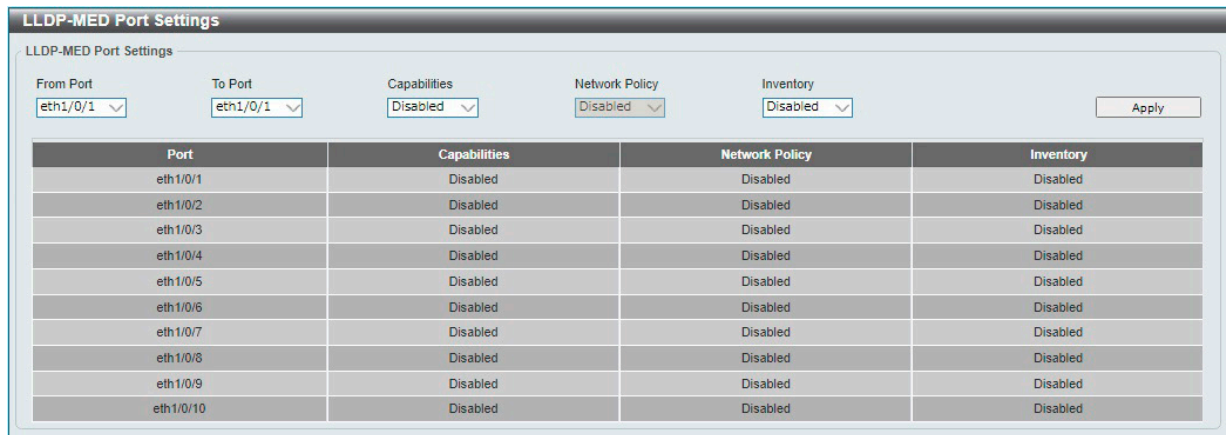 LLDP-MED Port Settings
LLDP-MED Port Settings
From Port To Port Capabilities Network Policy Inventory
eth1/0/1 eth1/0/1 Disabled Disabled Disabled Apply
Port Capabilities Network Policy Inventory
eth1/0/1 Disabled Disabled Disabled
eth1/0/2 Disabled Disabled Disabled
eth1/0/3 Disabled Disabled Disabled
eth1/0/4 Disabled Disabled Disabled
eth1/0/5 Disabled Disabled Disabled
eth1/0/6 Disabled Disabled Disabled
eth1/0/7 Disabled Disabled Disabled
eth1/0/8 Disabled Disabled Disabled
eth1/0/9 Disabled Disabled Disabled
eth1/0/10 Disabled Disabled Disabled